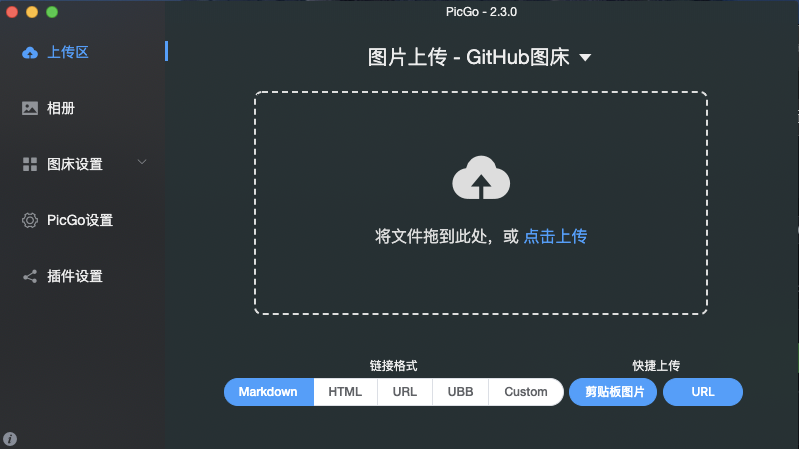 PicGo - 2.3.0
上传区
相册
图床设置
PicGo设置
插件设置
图片上传 - GitHub图床
将文件拖到此处，或 点击上传
链接格式
Markdown HTML URL UBB Custom
快捷上传
剪贴板图片 URL
i